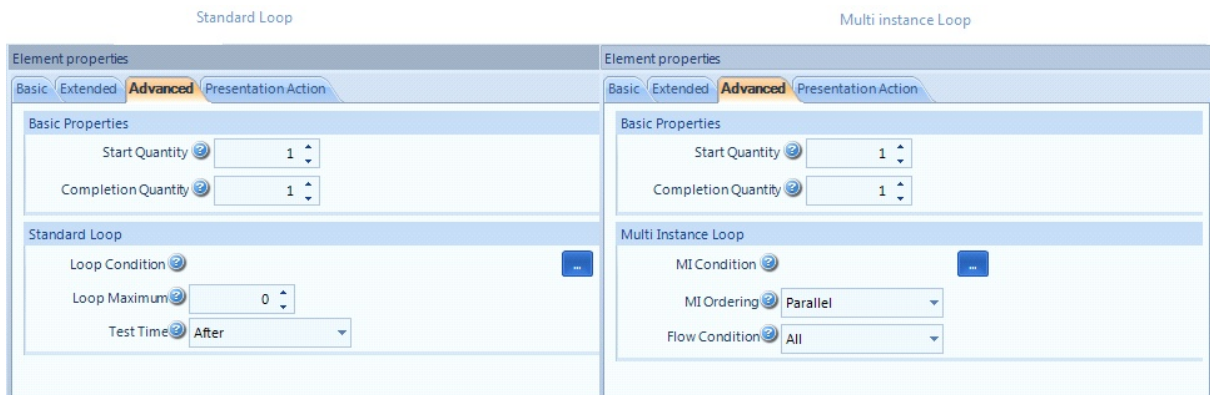 Standard Loop
Element properties
Basic Extended Advanced Presentation Action
Basic Properties
Start Quantity 1
Completion Quantity 1
Standard Loop
Loop Condition ...
Loop Maximum 0
Test Time After
Multi instance Loop
Element properties
Basic Extended Advanced Presentation Action
Basic Properties
Start Quantity 1
Completion Quantity 1
Multi Instance Loop
MI Condition ...
MI Ordering Parallel
Flow Condition All